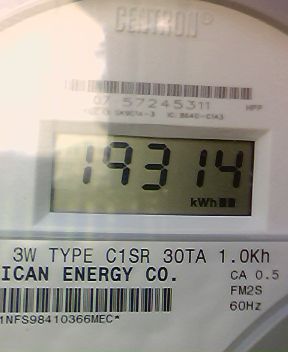 CENTRON®
07 57245311 HPP
19314
kWh
3W TYPE C1SR 30TA 1.0Kh
ICAN ENERGY CO.
CA 0.5
FM2S
60Hz
1NFS98410366MEC*